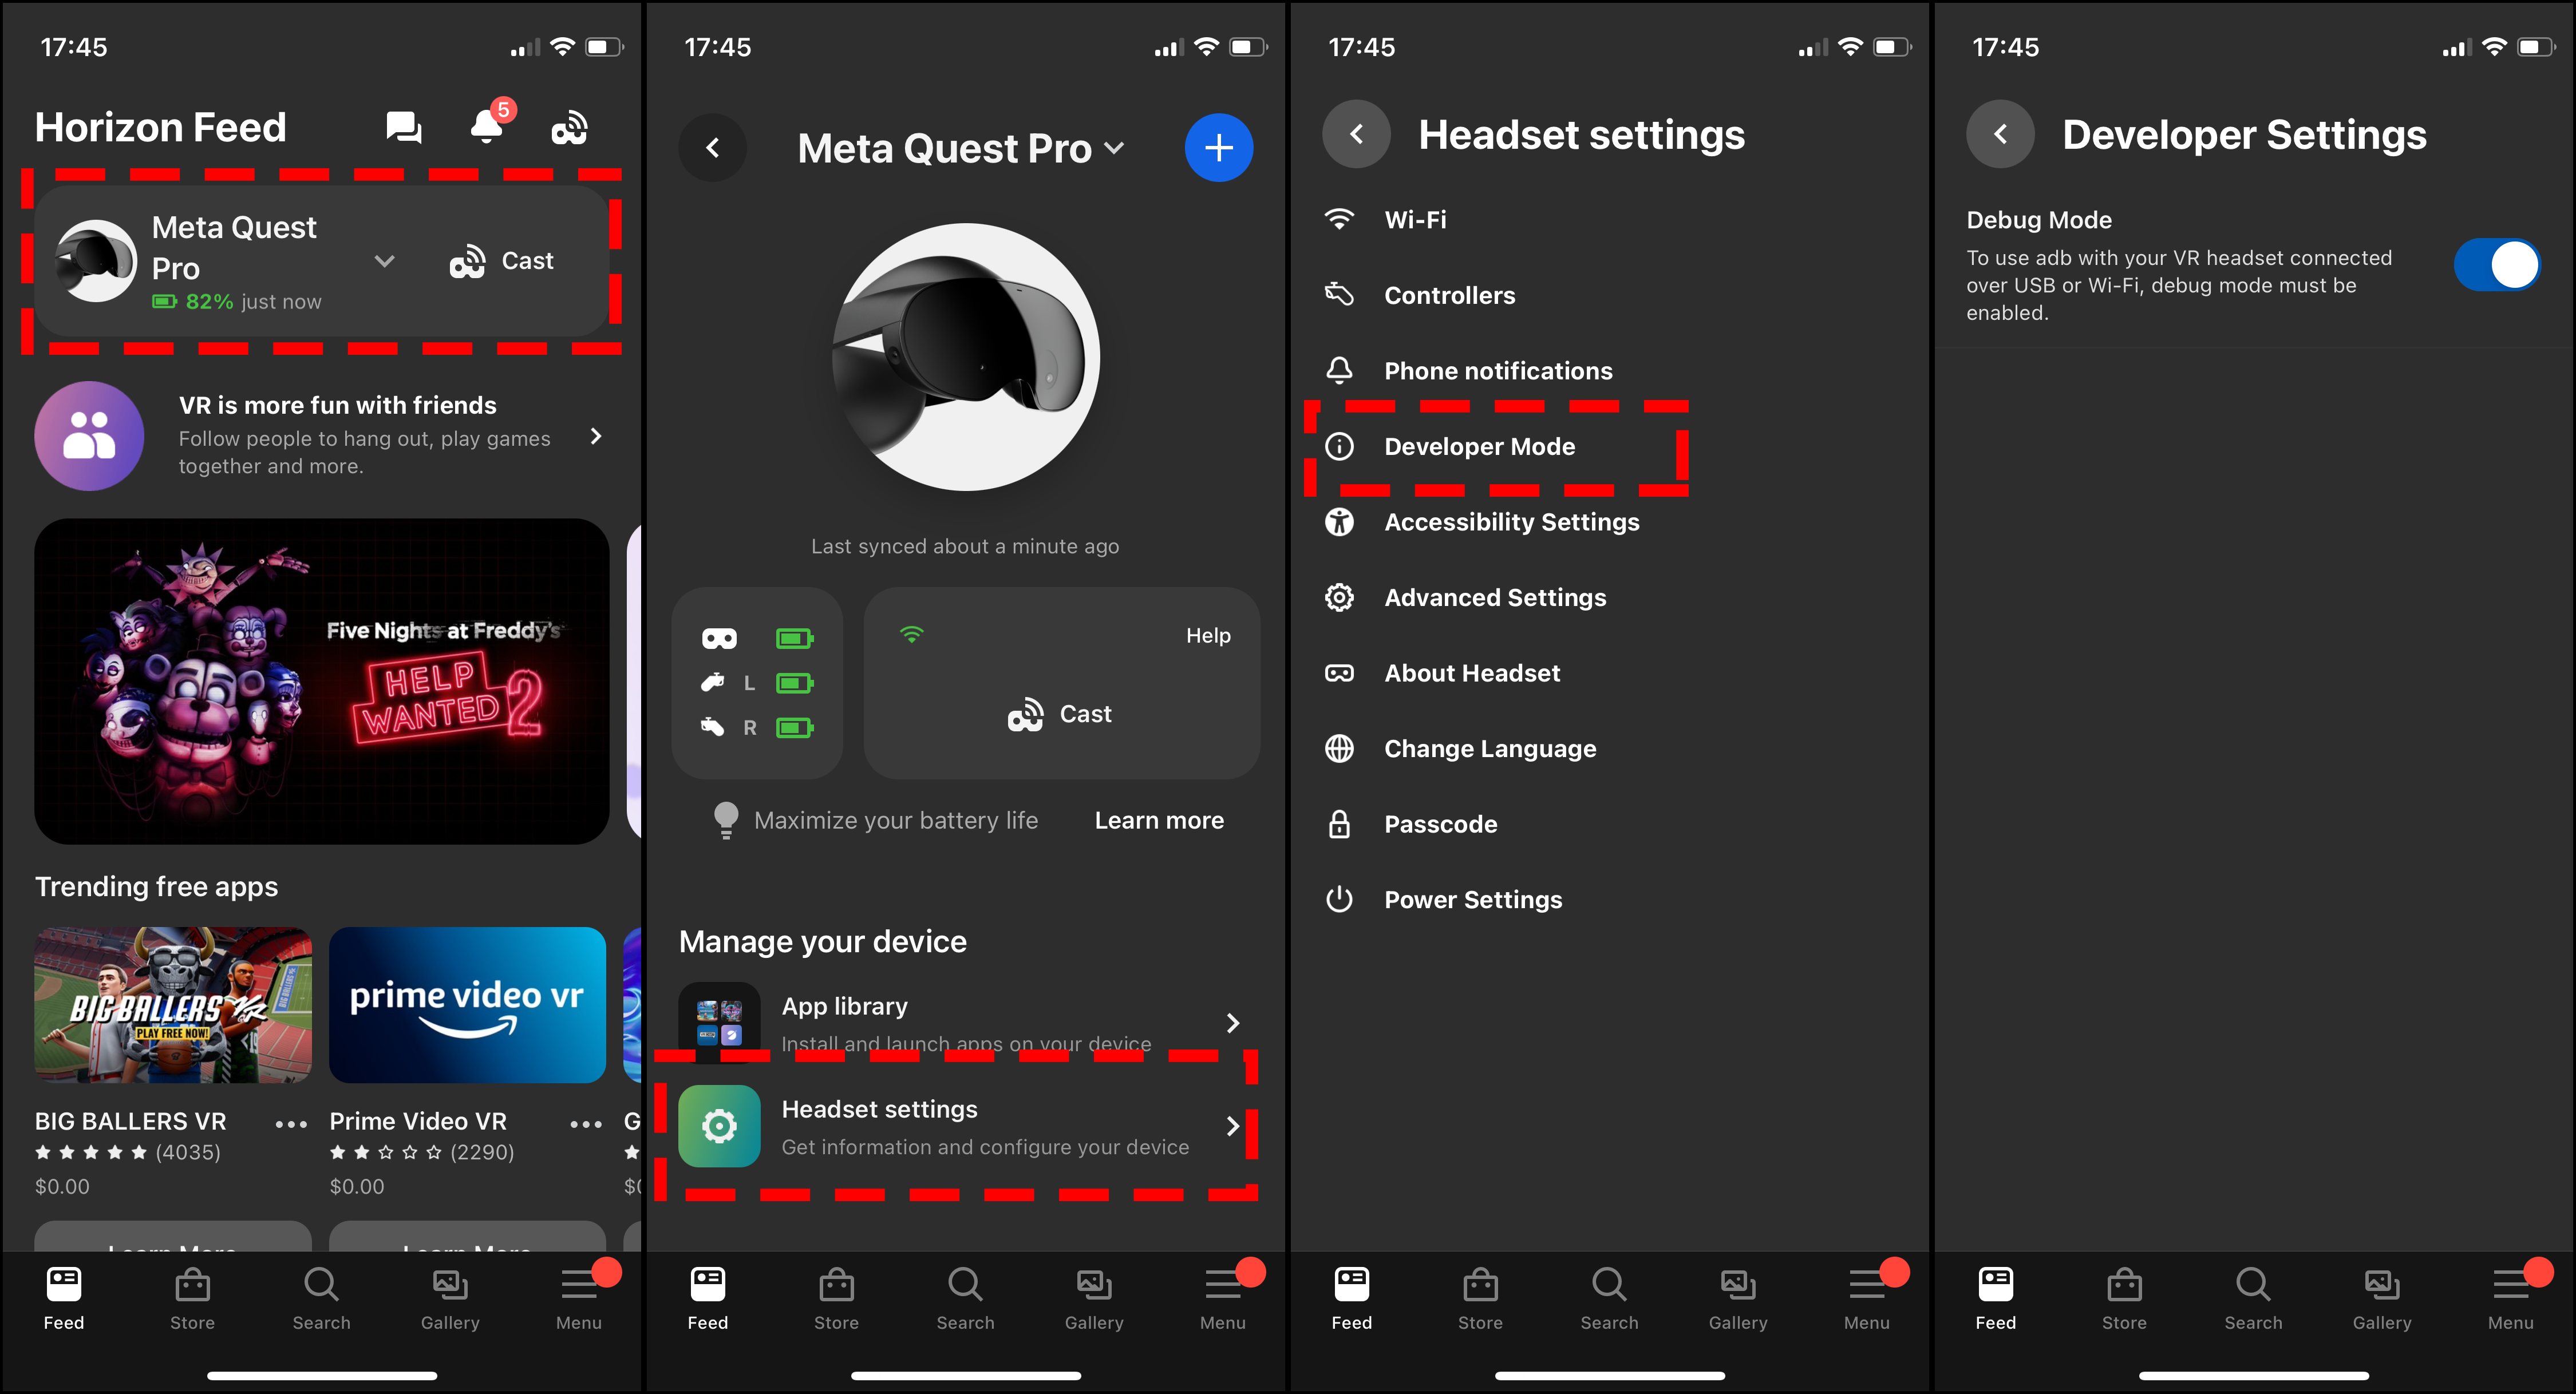 17:45
Horizon Feed
5
Meta Quest
Pro
Cast
82% just now
VR is more fun with friends
Follow people to hang out, play games
together and more.
Five Nights at Freddy's
HELP
WANTED 2
Trending free apps
BIG BALLERS VR
PLAY FREE NOW!
prime video vr
BIG BALLERS VR
(4035)
$0.00
Prime Video VR
(2290)
$0.00
G
Learn More
Learn More
Feed
Store
Search
Gallery
Menu
17:45
Meta Quest Pro
Last synced about a minute ago
L
R
Help
Cast
Maximize your battery life
Learn more
Manage your device
App library
Install and launch apps on your device
Headset settings
Get information and configure your device
Feed
Store
Search
Gallery
Menu
17:45
Headset settings
Wi-Fi
Controllers
Phone notifications
Developer Mode
Accessibility Settings
Advanced Settings
About Headset
Change Language
Passcode
Power Settings
Feed
Store
Search
Gallery
Menu
17:45
Developer Settings
Debug Mode
To use adb with your VR headset connected
over USB or Wi-Fi, debug mode must be
enabled.
Feed
Store
Search
Gallery
Menu